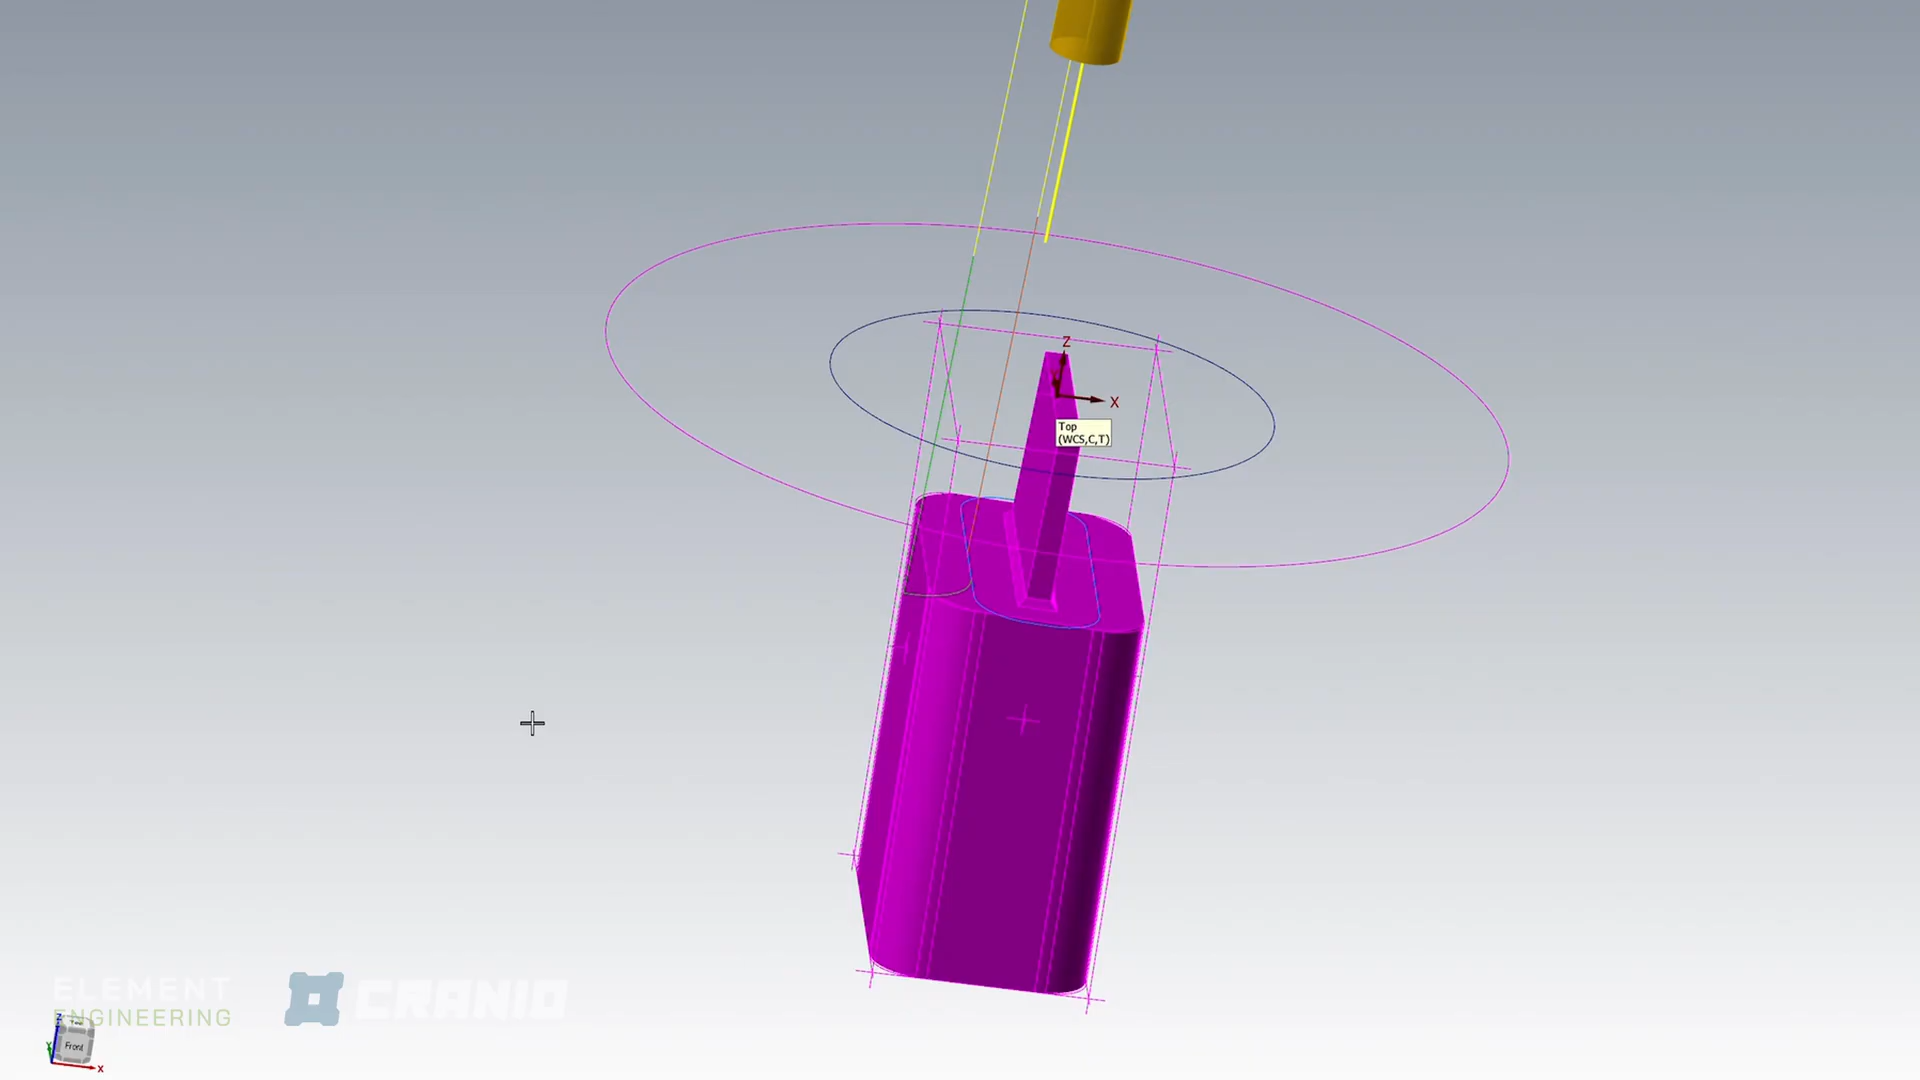 Z
X
Top
(WCS,C,T)
ELEMENT
ENGINEERING
CRANIO
Z
Front
Y
X